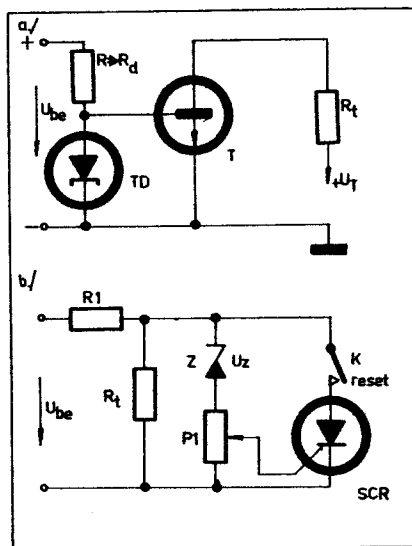 a./
+
R≫R_d
U_be
TD
T
R_t
+U_T
−
b./
R1
U_be
R_t
Z U_z
P1
K
reset
SCR